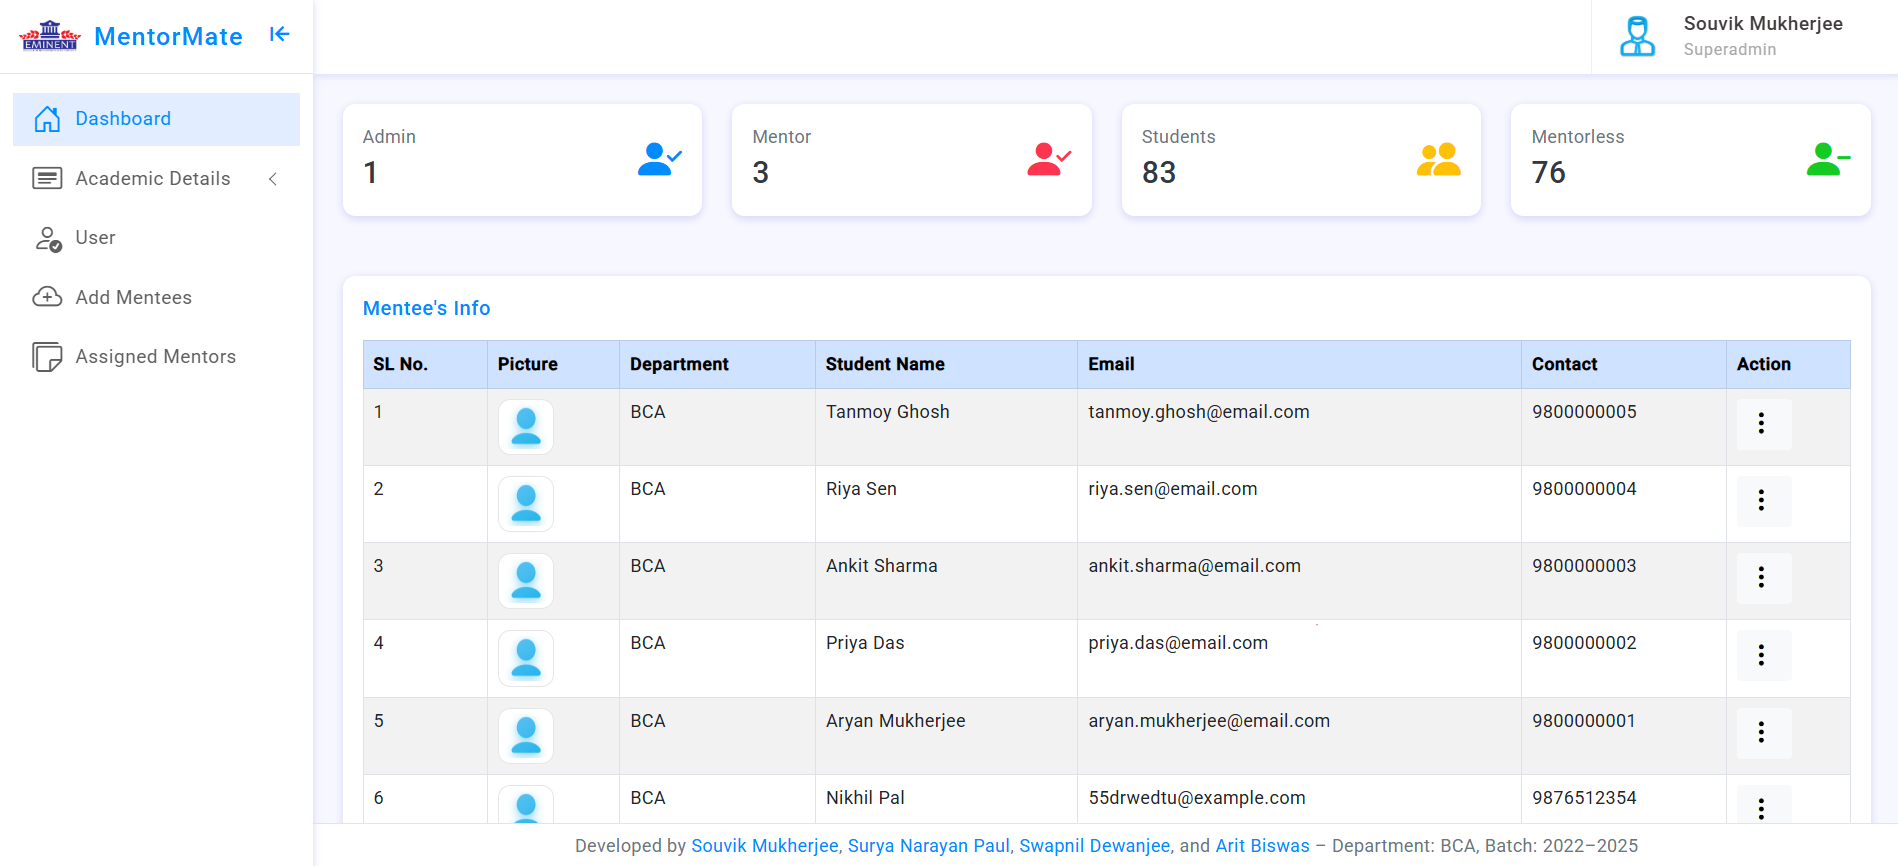 EMINENT
MentorMate
Souvik Mukherjee
Superadmin
Dashboard
Academic Details
User
Add Mentees
Assigned Mentors
Admin
1
Mentor
3
Students
83
Mentorless
76
Mentee's Info
SL No. Picture Department Student Name Email Contact Action
1 BCA Tanmoy Ghosh tanmoy.ghosh@email.com 9800000005
2 BCA Riya Sen riya.sen@email.com 9800000004
3 BCA Ankit Sharma ankit.sharma@email.com 9800000003
4 BCA Priya Das priya.das@email.com 9800000002
5 BCA Aryan Mukherjee aryan.mukherjee@email.com 9800000001
6 BCA Nikhil Pal 55drwedtu@example.com 9876512354
Developed by Souvik Mukherjee, Surya Narayan Paul, Swapnil Dewanjee, and Arit Biswas – Department: BCA, Batch: 2022–2025